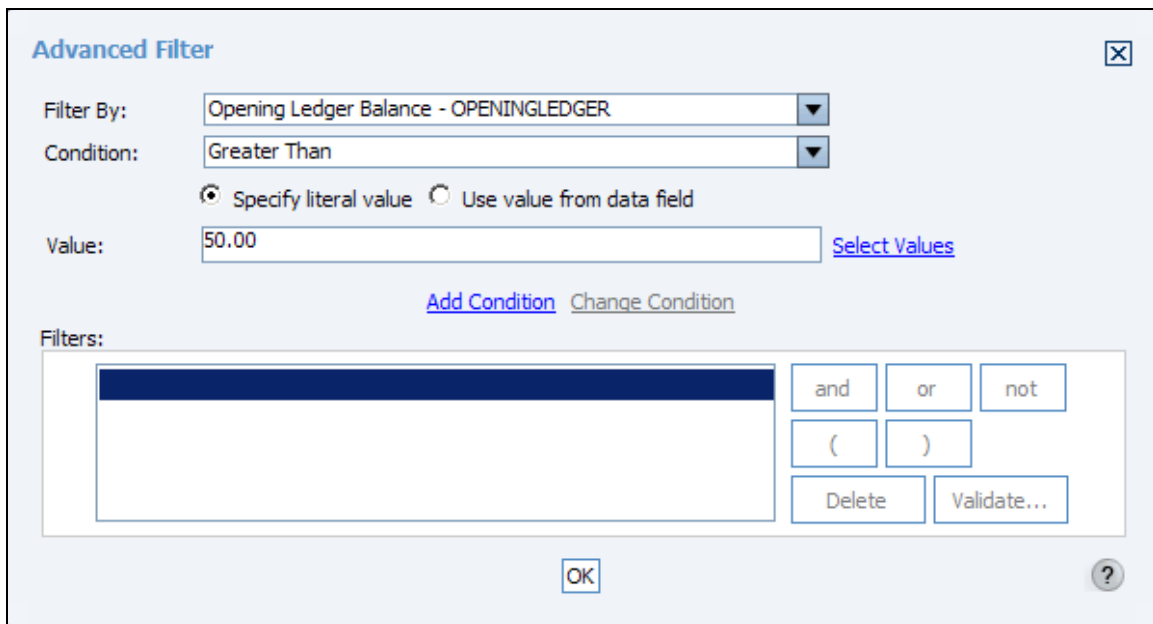 Advanced Filter
Filter By: Opening Ledger Balance - OPENINGLEDGER
Condition: Greater Than
Specify literal value Use value from data field
Value: 50.00 Select Values
Add Condition Change Condition
Filters:
and or not
( )
Delete Validate...
OK ?